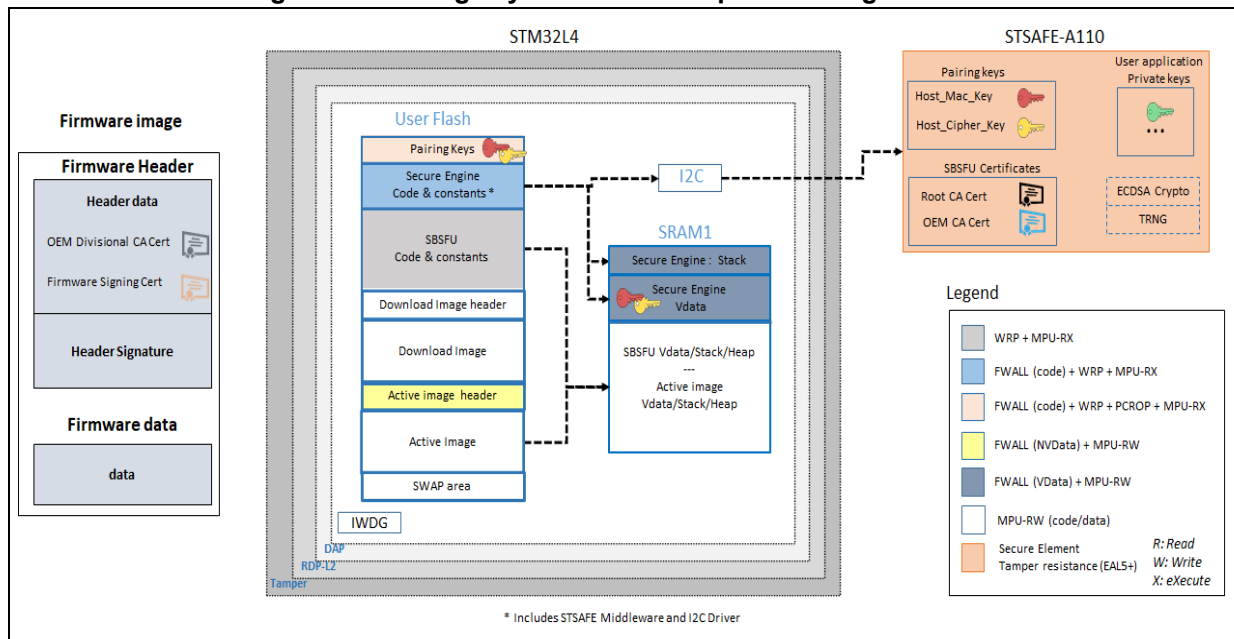 STM32L4
STSAFE-A110
Firmware image
Firmware Header
Header data
OEM Divisional CA Cert
Firmware Signing Cert
Header Signature
Firmware data
data
User Flash
Pairing Keys
Secure Engine
Code & constants *
SBSFU
Code & constants
Download Image header
Download Image
Active image header
Active Image
SWAP area
IWDG
DAP
RDP-L2
Tamper
I2C
SRAM1
Secure Engine : Stack
Secure Engine
Vdata
SBSFU Vdata/Stack/Heap
---
Active image
Vdata/Stack/Heap
* Includes STSAFE Middleware and I2C Driver
Pairing keys
Host_Mac_Key
Host_Cipher_Key
User application
Private keys
...
SBSFU Certificates
Root CA Cert
OEM CA Cert
ECDSA Crypto
TRNG
Legend
WRP + MPU-RX
FWALL (code) + WRP + MPU-RX
FWALL (code) + WRP + PCROP + MPU-RX
FWALL (NVData) + MPU-RW
FWALL (VData) + MPU-RW
MPU-RW (code/data)
Secure Element
Tamper resistance (EAL5+)
R: Read
W: Write
X: eXecute